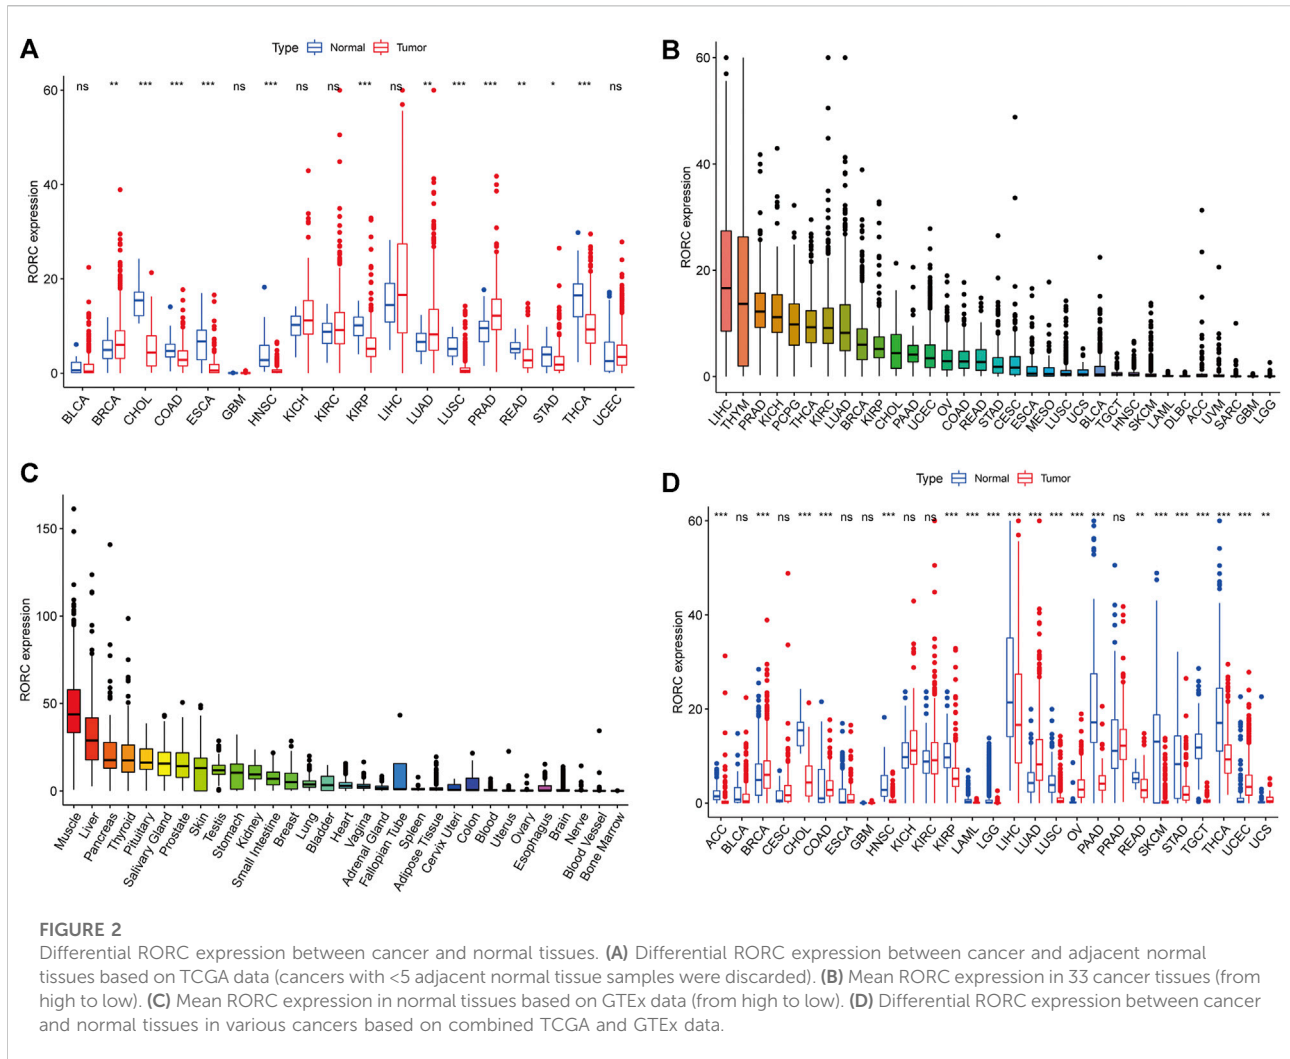 A
Type Normal Tumor
ns ** *** *** *** ns *** ns ns *** ns ** *** *** ** * *** ns
60
40
20
0
RORC expression
BLCA BRCA CHOL COAD ESCA GBM HNSC KICH KIRC KIRP LIHC LUAD LUSC PRAD READ STAD THCA UCEC
B
60
40
20
0
RORC expression
LIHC THYM PRAD KICH PCPG THCA KIRC LUAD BRCA KIRP CHOL PAAD UCEC OV COAD READ STAD CESC ESCA MESO LUSC UCS BLCA TGCT HNSC SKCM LAML DLBC ACC UVM SARC GBM LGG
C
150
100
50
0
RORC expression
Muscle Liver Pancreas Thyroid Pituitary Salivary Gland Prostate Skin Testis Stomach Kidney Small Intestine Breast Lung Bladder Heart Vagina Adrenal Gland Fallopian Tube Spleen Adipose Tissue Cervix Uteri Colon Blood Uterus Ovary Esophagus Brain Nerve Blood Vessel Bone Marrow
D
Type Normal Tumor
*** ns *** ns *** *** ns ns *** ns ns *** *** *** *** *** *** *** *** ns ** *** *** *** *** *** **
60
40
20
0
RORC expression
ACC BLCA BRCA CESC CHOL COAD ESCA GBM HNSC KICH KIRC KIRP LAML LGG LIHC LUAD LUSC OV PAAD PRAD READ SKCM STAD TGCT THCA UCEC UCS
FIGURE 2
Differential RORC expression between cancer and normal tissues. (A) Differential RORC expression between cancer and adjacent normal
tissues based on TCGA data (cancers with <5 adjacent normal tissue samples were discarded). (B) Mean RORC expression in 33 cancer tissues (from
high to low). (C) Mean RORC expression in normal tissues based on GTEx data (from high to low). (D) Differential RORC expression between cancer
and normal tissues in various cancers based on combined TCGA and GTEx data.